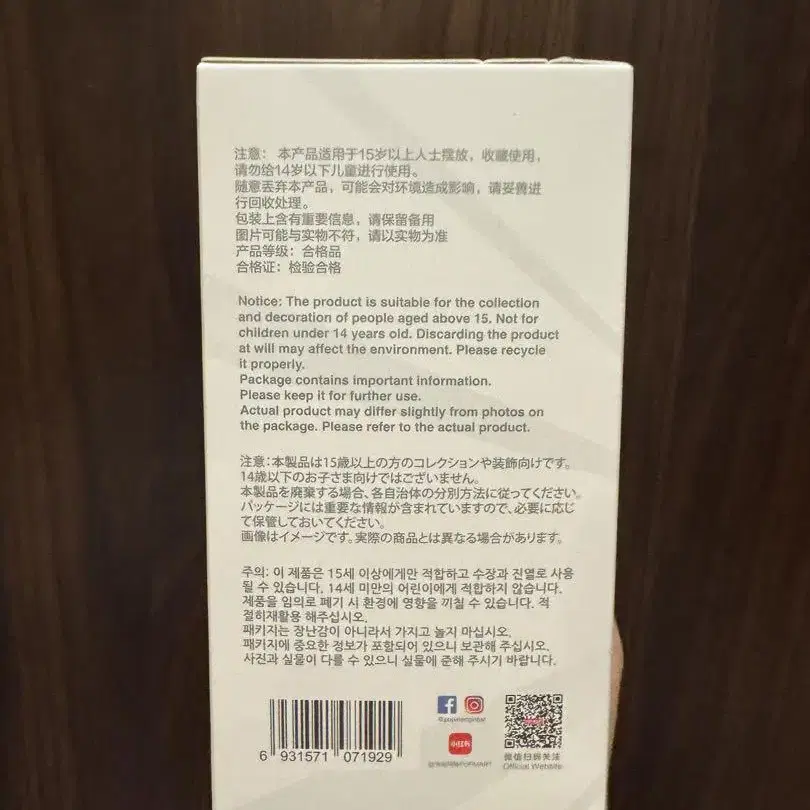 注意： 本产品适用于15岁以上人士摆放，收藏使用，
请勿给14岁以下儿童进行使用。
随意丢弃本产品，可能会对环境造成影响，请妥善进
行回收处理。
包装上含有重要信息，请保留备用
图片可能与实物不符，请以实物为准
产品等级：合格品
合格证：检验合格
Notice: The product is suitable for the collection
and decoration of people aged above 15. Not for
children under 14 years old. Discarding the product
at will may affect the environment. Please recycle
it properly.
Package contains important information.
Please keep it for further use.
Actual product may differ slightly from photos on
the package. Please refer to the actual product.
注意：本製品は15歳以上の方のコレクションや装飾向けです。
14歳以下のお子さま向けではございません。
本製品を廃棄する場合、各自治体の分別方法に従ってください。
パッケージには重要な情報が含まれていますので、必要に応じ
て保管しておいてください。
画像はイメージです。実際の商品とは異なる場合があります。
주의: 이 제품은 15세 이상에게만 적합하고 수장과 진열로 사용
될 수 있습니다. 14세 미만의 어린이에게 적합하지 않습니다.
제품을 임의로 폐기 시 환경에 영향을 끼칠 수 있습니다. 적
절히재활용 해주십시오.
패키지는 장난감이 아니라서 가지고 놀지 마십시오.
패키지에 중요한 정보가 포함되어 있으니 보관해 주십시오.
사진과 실물이 다를 수 있으니 실물에 준해 주시기 바랍니다.
6 931571 071929
小红书
微信扫码关注
Official Website